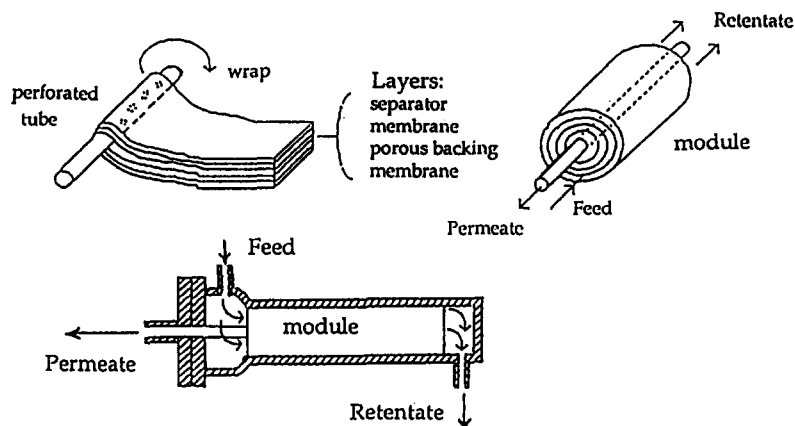 wrap
perforated
tube
Layers:
separator
membrane
porous backing
membrane
Retentate
module
Feed
Permeate
Feed
module
Permeate
Retentate